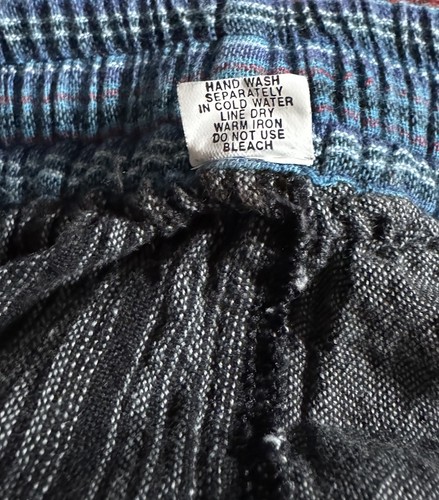 HAND WASH
SEPARATELY
IN COLD WATER
LINE DRY
WARM IRON
DO NOT USE
BLEACH